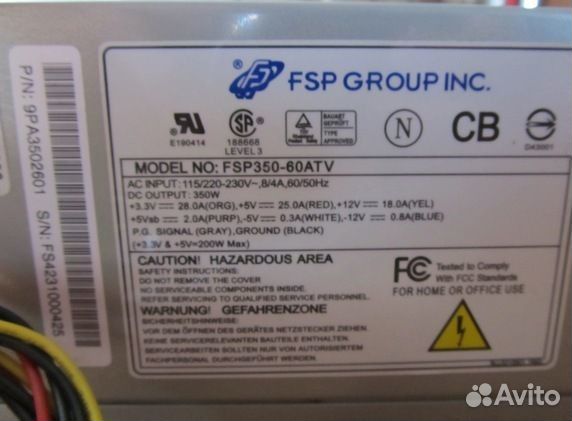 P/N: 9PA3502601
S/N: FS4231000425
FSP GROUP INC.
E190414
188668
LEVEL 3
BAUART
GEPRÜFT
TYPE
APPROVED
N
CB
DA3001
MODEL NO: FSP350-60ATV
AC INPUT: 115/220-230V~,8/4A,60/50Hz
DC OUTPUT: 350W
+3.3V ⎓ 28.0A(ORG),+5V ⎓ 25.0A(RED),+12V ⎓ 18.0A(YEL)
+5Vsb ⎓ 2.0A(PURP),-5V ⎓ 0.3A(WHITE),-12V ⎓ 0.8A(BLUE)
P.G. SIGNAL (GRAY),GROUND (BLACK)
(+3.3V & +5V=200W Max)
CAUTION! HAZARDOUS AREA
SAFETY INSTRUCTIONS:
DO NOT REMOVE THE COVER
NO SERVICEABLE COMPONENTS INSIDE.
REFER SERVICING TO QUALIFIED SERVICE PERSONNEL.
WARNUNG! GEFAHRENZONE
SICHERHEITSHINWEIS:
VOR DEM ÖFFNEN DES GERÄTES NETZSTECKER ZIEHEN.
KEINE SERVICERELEVANTEN BAUTEILE ENTHALTEN.
SERVICEARBEITEN SOLLTEN NUR VON AUSGEBILDETEM
FACHPERSONAL DURCHGEFÜHRT WERDEN.
FC Tested to Comply
With FCC Standards
FOR HOME OR OFFICE USE
Avito